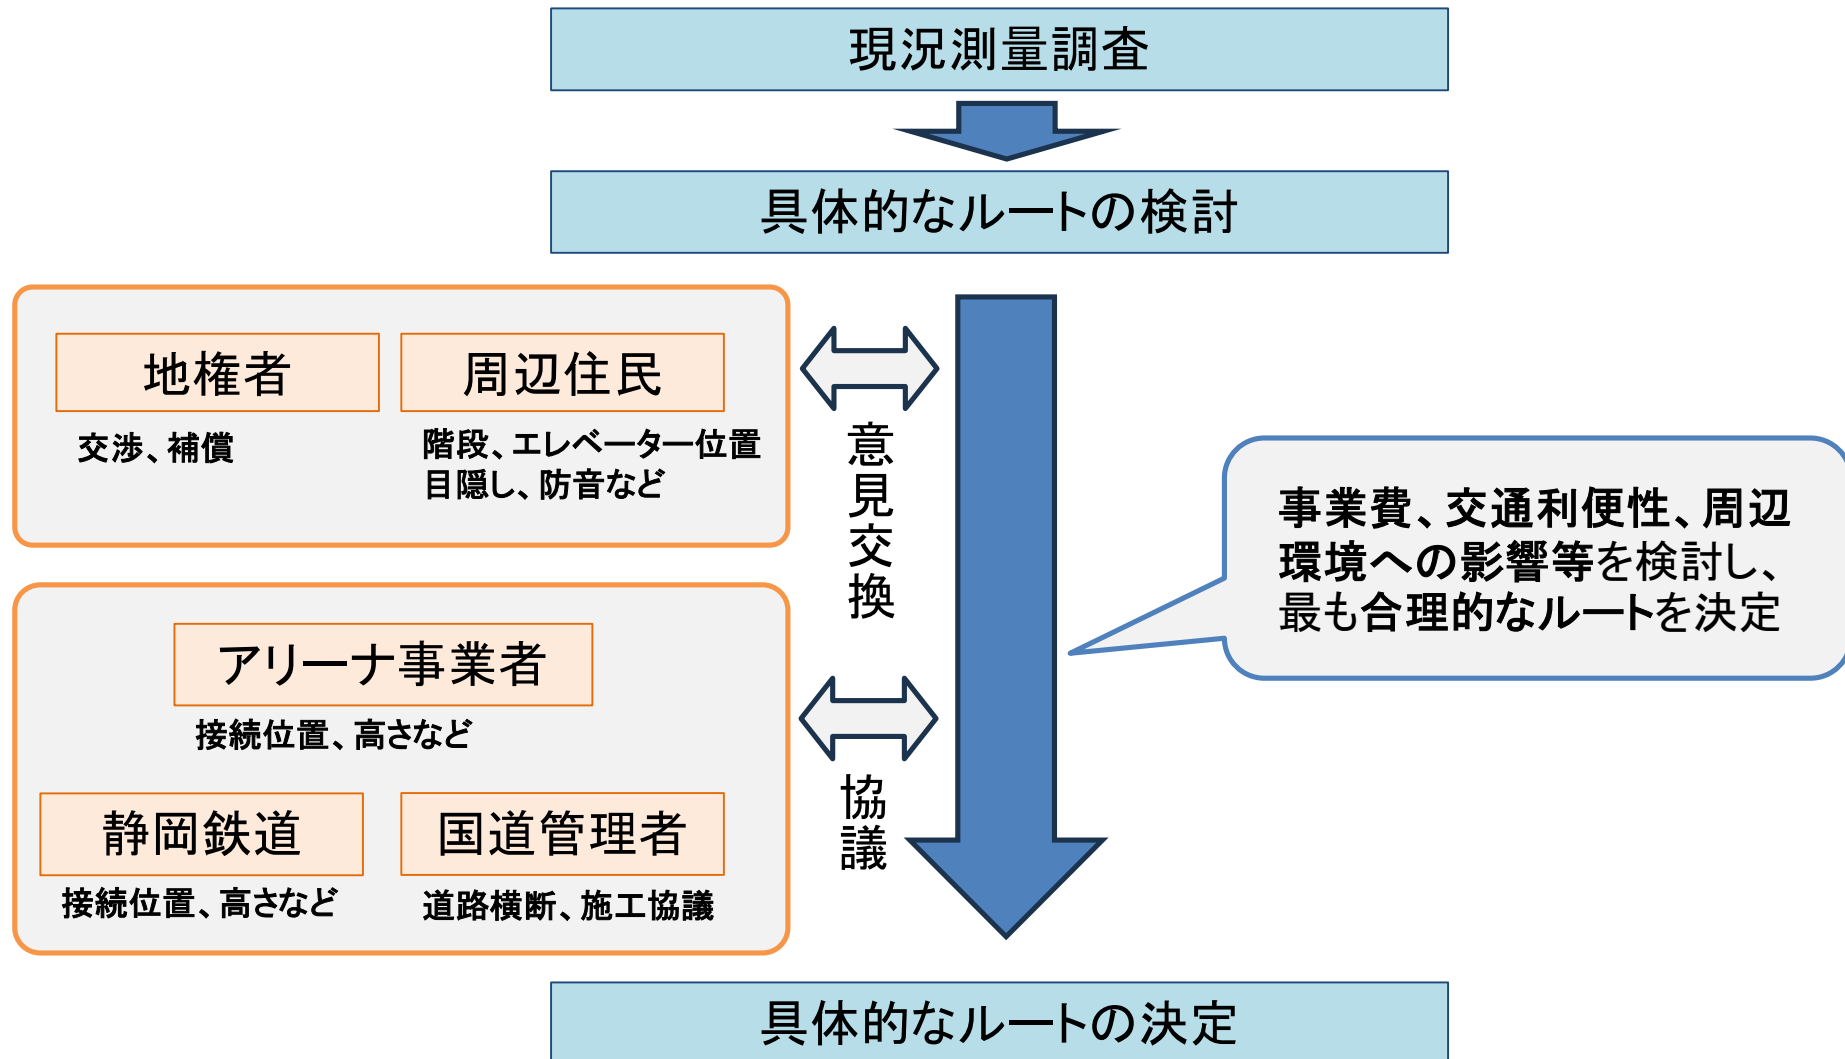 現況測量調査
具体的なルートの検討
地権者
交渉、補償
周辺住民
階段、エレベーター位置
目隠し、防音など
意見交換
アリーナ事業者
接続位置、高さなど
静岡鉄道
接続位置、高さなど
国道管理者
道路横断、施工協議
協議
事業費、交通利便性、周辺
環境への影響等を検討し、
最も合理的なルートを決定
具体的なルートの決定